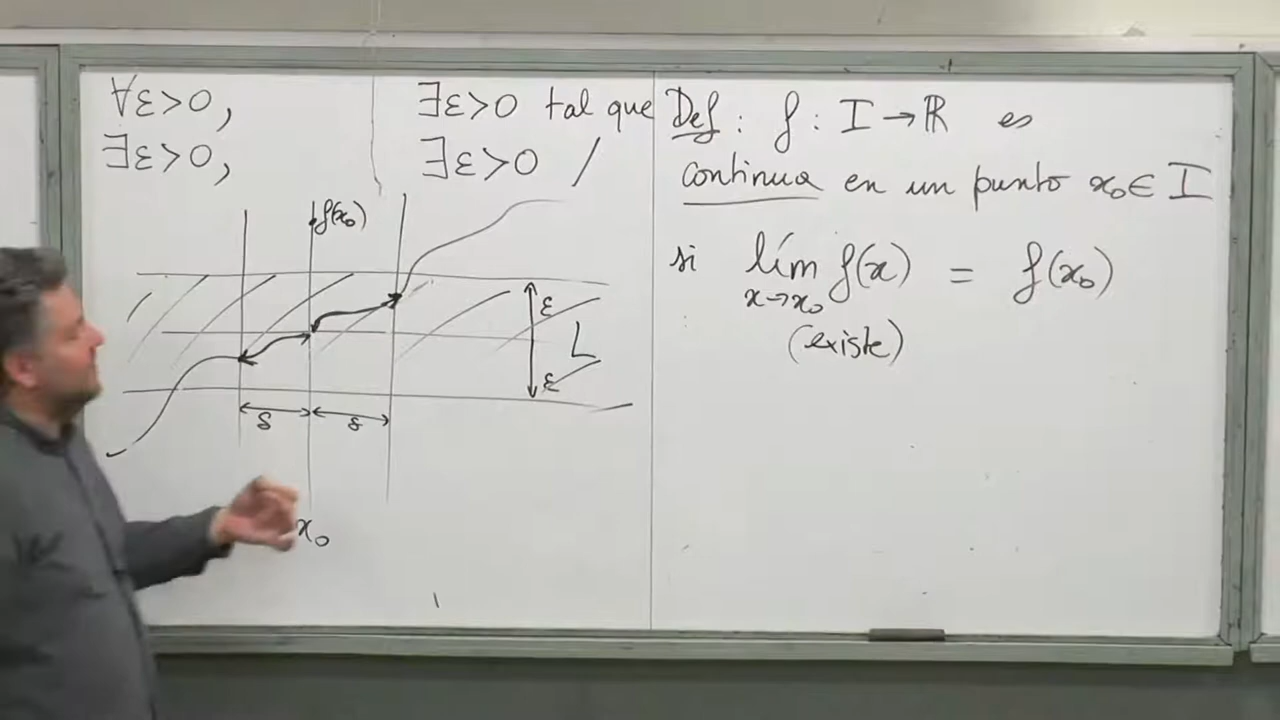 ∀ε>0,
∃ε>0,
∃ε>0 tal que
∃ε>0 /
f(x₀)
ε
L
ε
δ δ
x₀
Def: f: I→ℝ es
continua en un punto x₀∈I
si lím f(x) = f(x₀)
x→x₀
(existe)